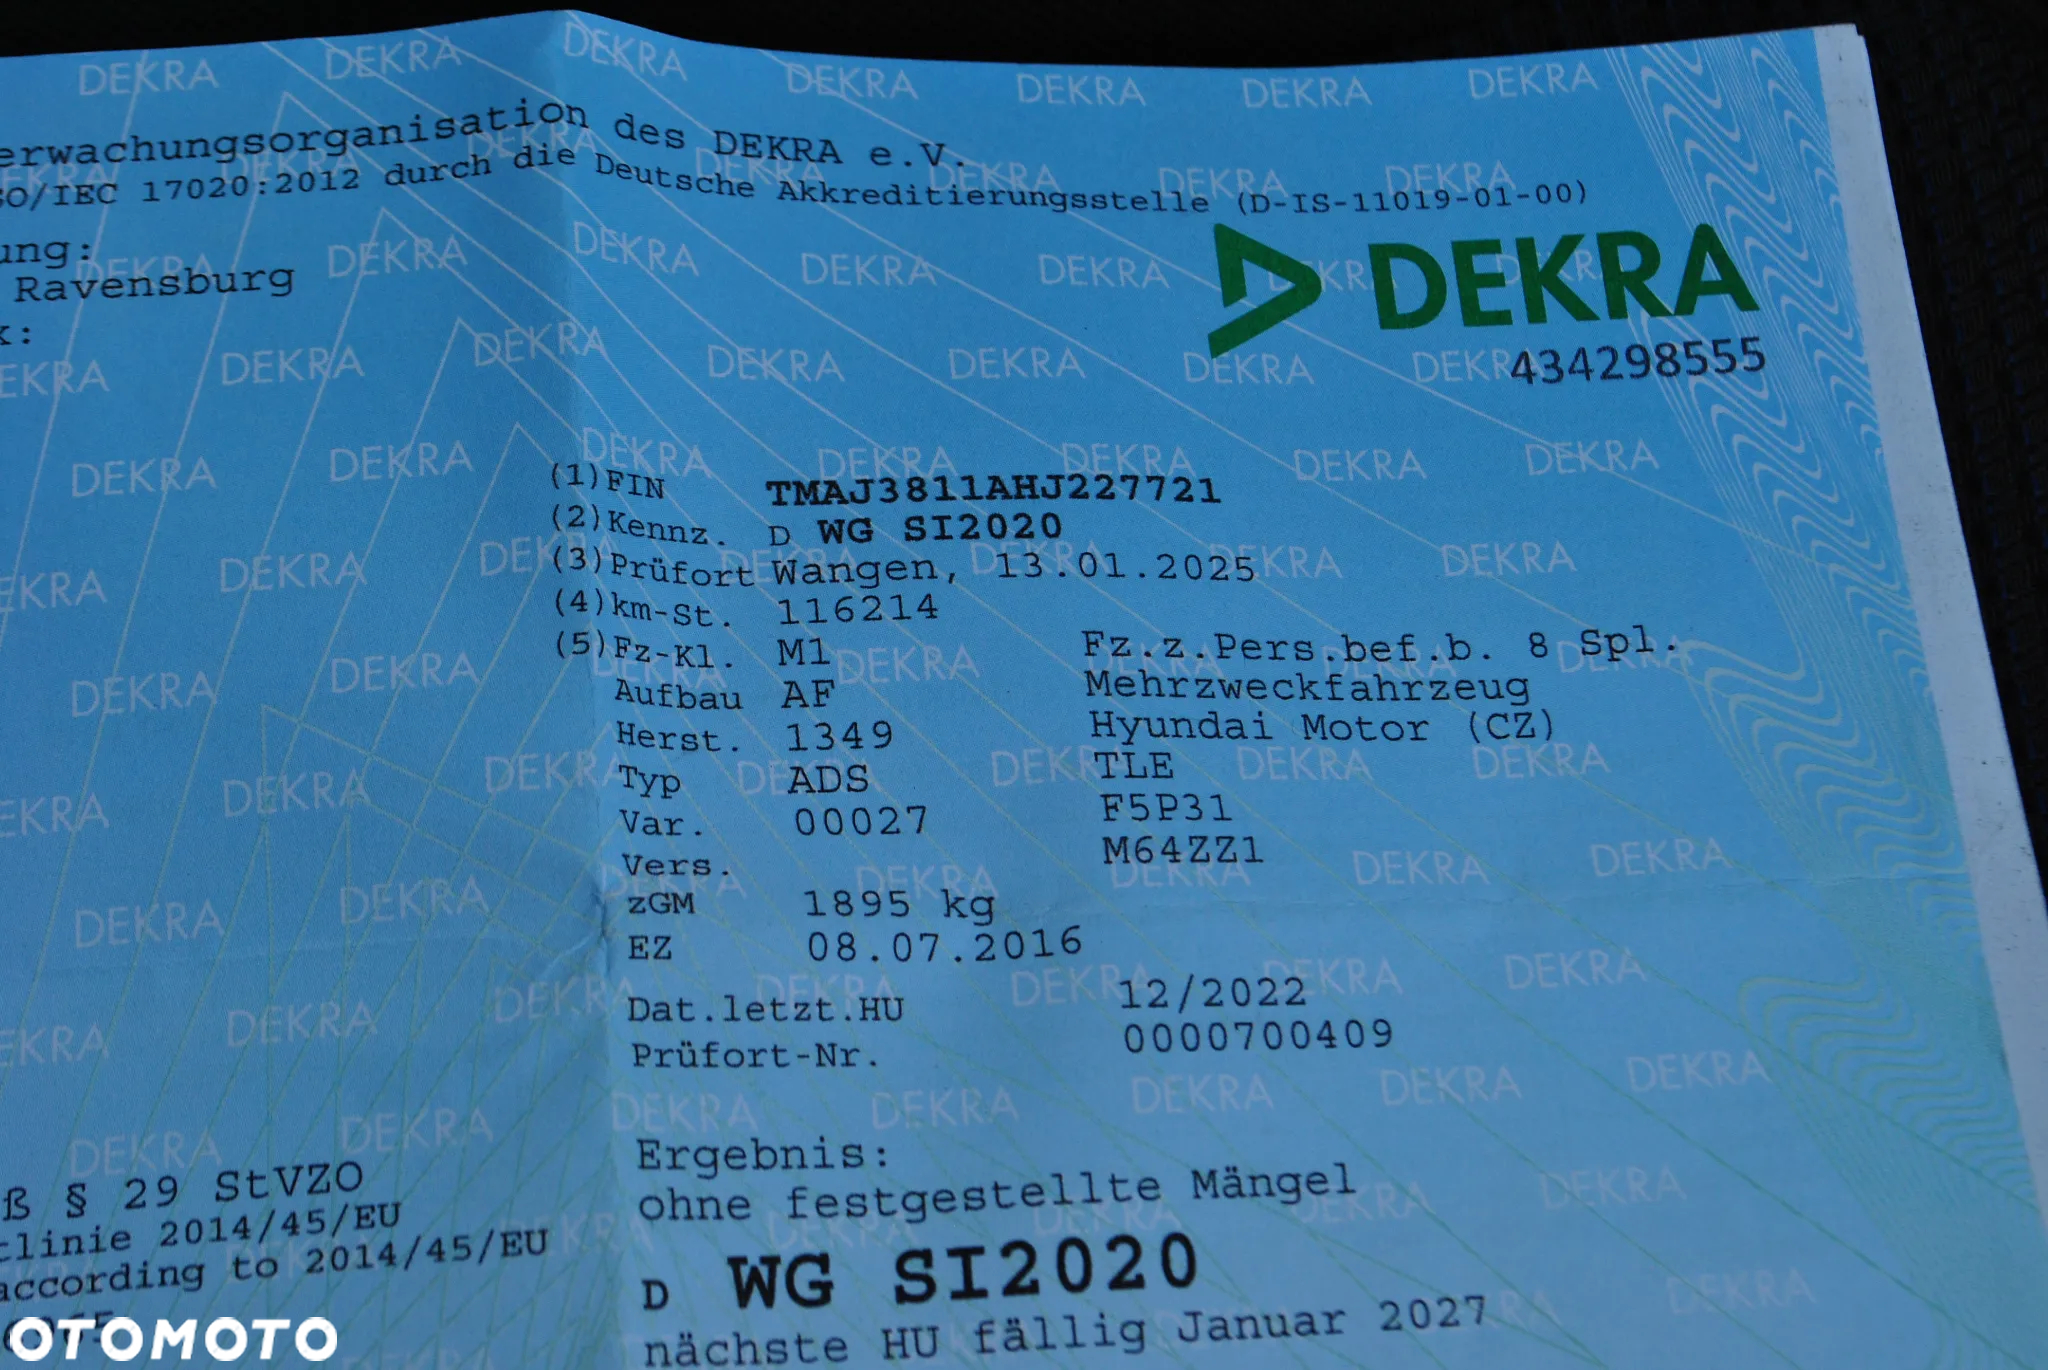 erwachungsorganisation des DEKRA e.V.
SO/IEC 17020:2012 durch die Deutsche Akkreditierungsstelle (D-IS-11019-01-00)
ung:
Ravensburg
k:
DEKRA
434298555
(1) FIN TMAJ3811AHJ227721
(2) Kennz. D WG SI2020
(3) Prüfort Wangen, 13.01.2025
(4) km-St. 116214
(5) Fz-Kl. M1 Fz.z.Pers.bef.b. 8 Spl.
Aufbau AF Mehrzweckfahrzeug
Herst. 1349 Hyundai Motor (CZ)
Typ ADS TLE
Var. 00027 F5P31
Vers. M64ZZ1
zGM 1895 kg
EZ 08.07.2016
Dat.letzt.HU 12/2022
Prüfort-Nr. 0000700409
Ergebnis:
ohne festgestellte Mängel
D WG SI2020
nächste HU fällig Januar 2027
ß § 29 StVZO
tlinie 2014/45/EU
according to 2014/45/EU
OTOMOTO